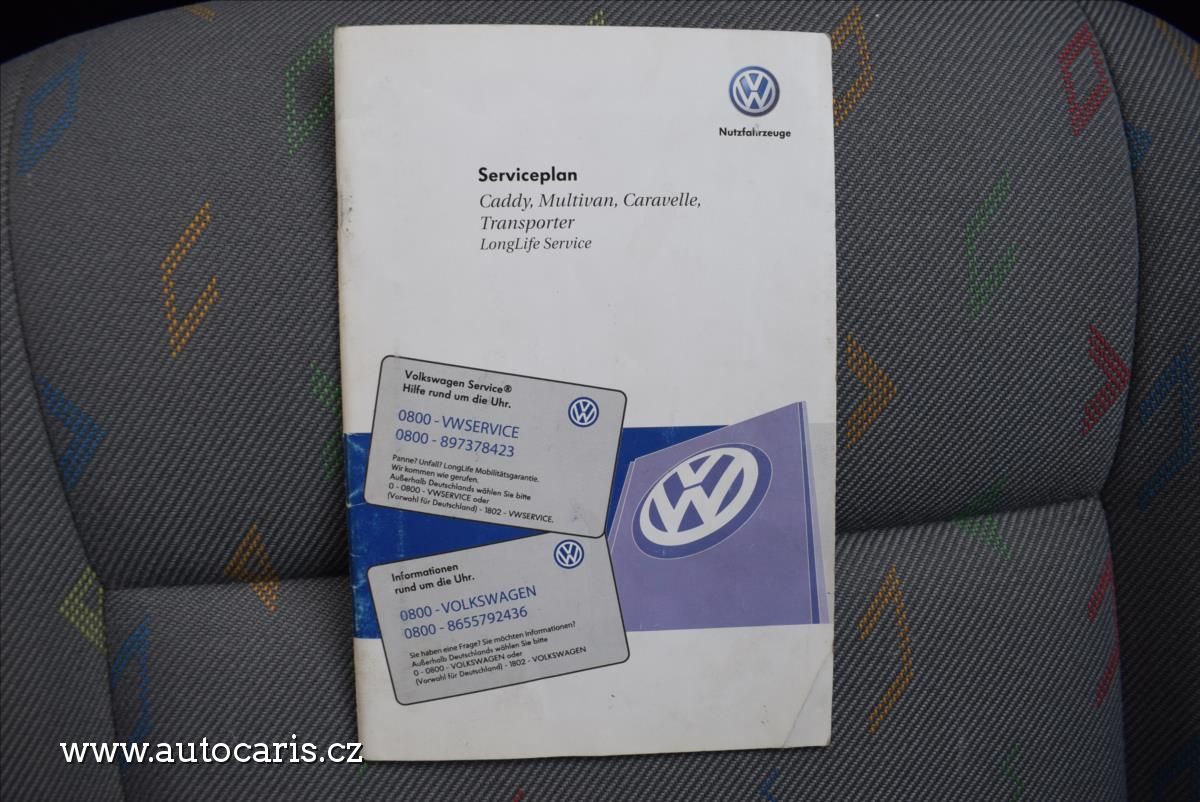 Nutzfahrzeuge
Serviceplan
Caddy, Multivan, Caravelle,
Transporter
LongLife Service
Volkswagen Service®
Hilfe rund um die Uhr.
0800 - VWSERVICE
0800 - 897378423
Panne? Unfall? LongLife Mobilitätsgarantie.
Wir kommen wie gerufen.
Außerhalb Deutschlands wählen Sie bitte
0 - 0800 - VWSERVICE oder
(Vorwahl für Deutschland) - 1802 - VWSERVICE.
Informationen
rund um die Uhr.
0800 - VOLKSWAGEN
0800 - 8655792436
Sie haben eine Frage? Sie möchten Informationen?
Außerhalb Deutschlands wählen Sie bitte
0 - 0800 - VOLKSWAGEN oder
(Vorwahl für Deutschland) - 1802 - VOLKSWAGEN
www.autocaris.cz